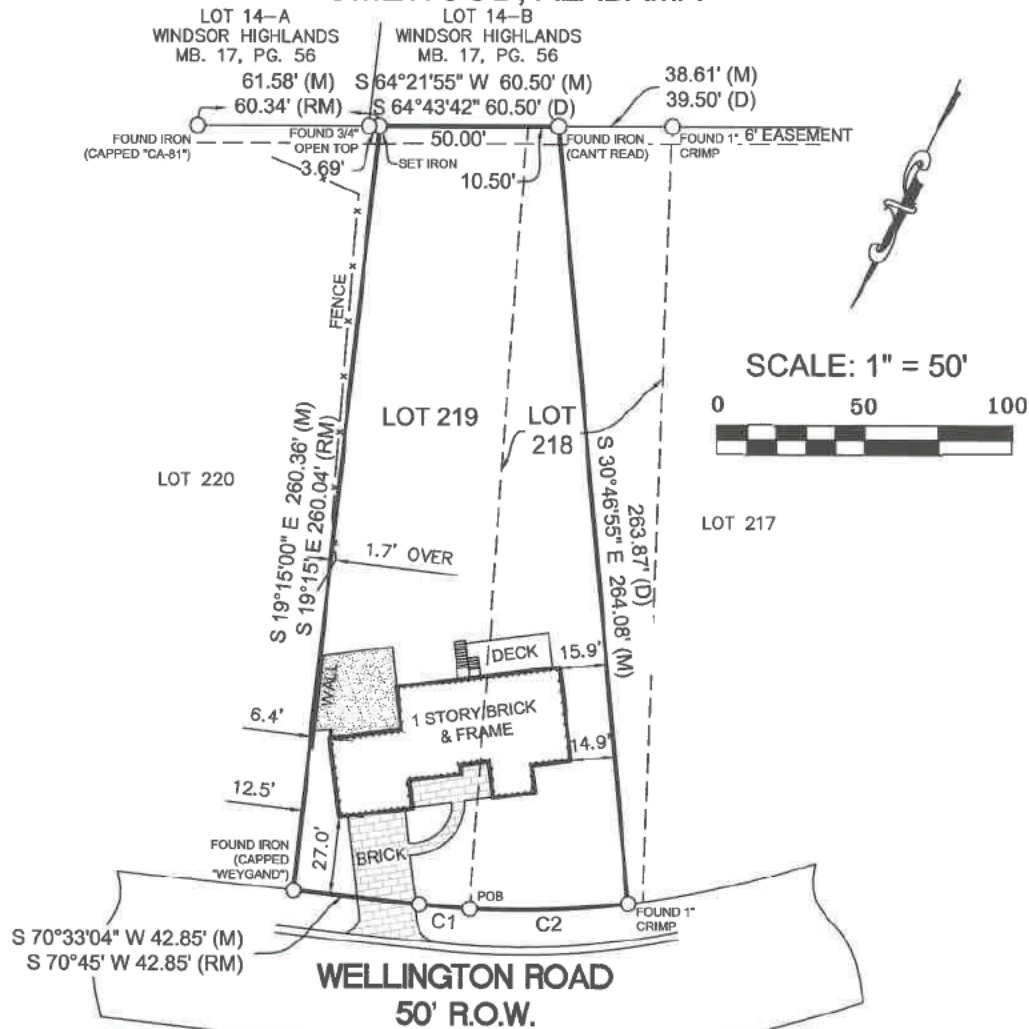 LOT 14-A
WINDSOR HIGHLANDS
MB. 17, PG. 56
LOT 14-B
WINDSOR HIGHLANDS
MB. 17, PG. 56
61.58' (M)
60.34' (RM)
S 64°21'55" W 60.50' (M)
S 64°43'42" 60.50' (D)
38.61' (M)
39.50' (D)
FOUND IRON
(CAPPED "CA-81")
FOUND 3/4"
OPEN TOP
3.69'
SET IRON
50.00'
10.50'
FOUND IRON
(CAN'T READ)
FOUND 1"
CRIMP
6' EASEMENT
FENCE
SCALE: 1" = 50'
0 50 100
LOT 219
LOT
218
LOT 220
LOT 217
S 19°15'00" E 260.36' (M)
S 19°15' E 260.04' (RM)
263.87' (D)
S 30°46'55" E 264.08' (M)
1.7' OVER
DECK
15.9'
WALL
1 STORY BRICK
& FRAME
6.4'
14.9'
12.5'
27.0'
FOUND IRON
(CAPPED
"WEYGAND")
BRICK
POB
C1
C2
FOUND 1"
CRIMP
S 70°33'04" W 42.85' (M)
S 70°45' W 42.85' (RM)
WELLINGTON ROAD
50' R.O.W.